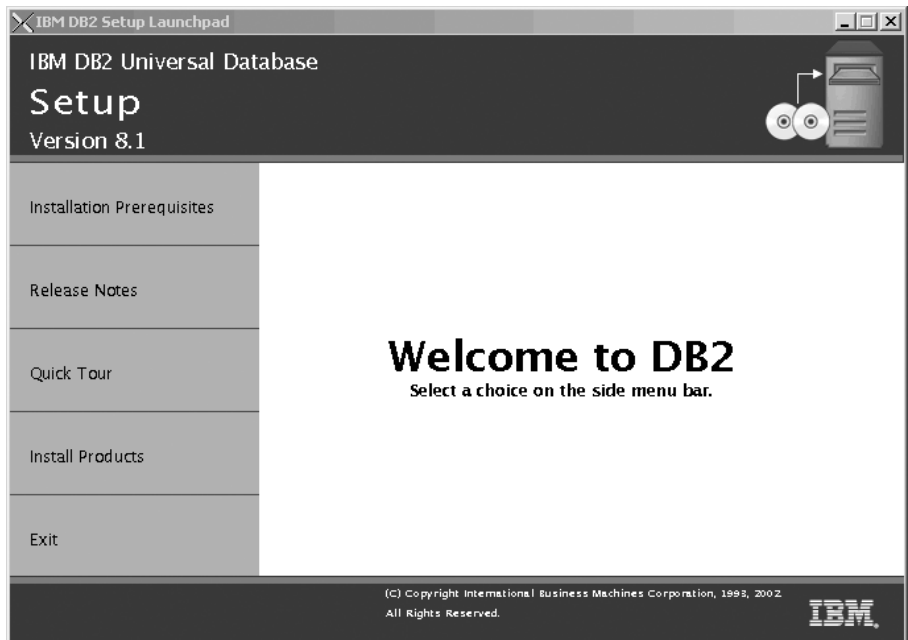 IBM DB2 Setup Launchpad
IBM DB2 Universal Database
Setup
Version 8.1
Installation Prerequisites
Release Notes
Quick Tour
Install Products
Exit
Welcome to DB2
Select a choice on the side menu bar.
(C) Copyright International Business Machines Corporation, 1993, 2002
All Rights Reserved.
IBM.